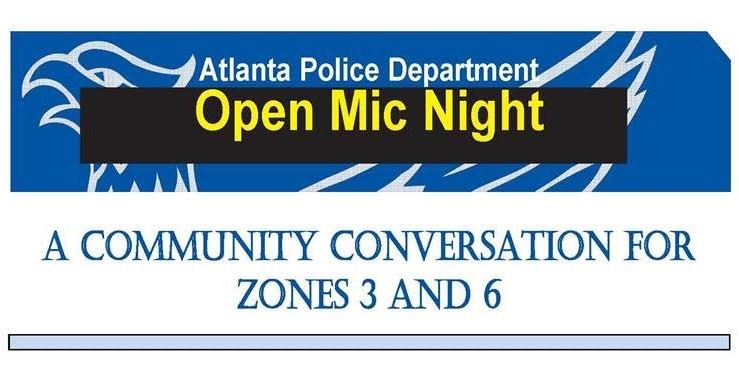 Atlanta Police Department
Open Mic Night
A COMMUNITY CONVERSATION FOR
ZONES 3 AND 6